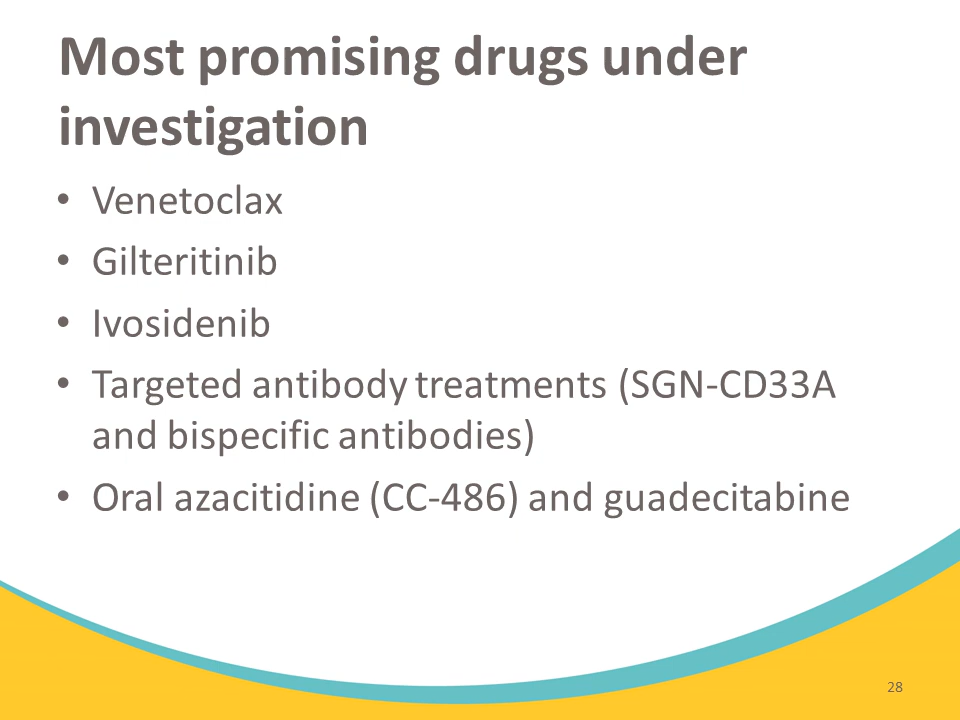 Most promising drugs under
investigation
• Venetoclax
• Gilteritinib
• Ivosidenib
• Targeted antibody treatments (SGN-CD33A
and bispecific antibodies)
• Oral azacitidine (CC-486) and guadecitabine
28